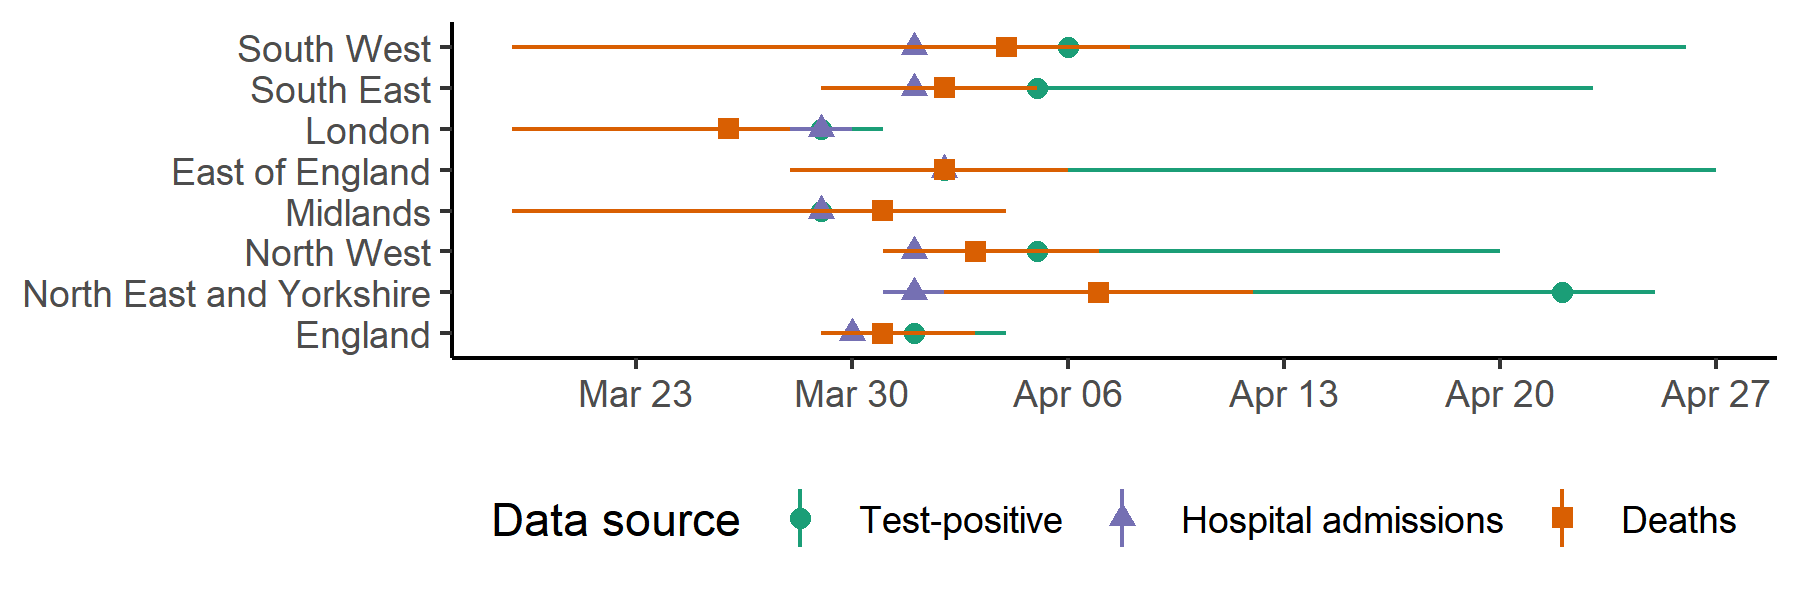 South West
South East
London
East of England
Midlands
North West
North East and Yorkshire
England
Mar 23 Mar 30 Apr 06 Apr 13 Apr 20 Apr 27
Data source Test-positive Hospital admissions Deaths